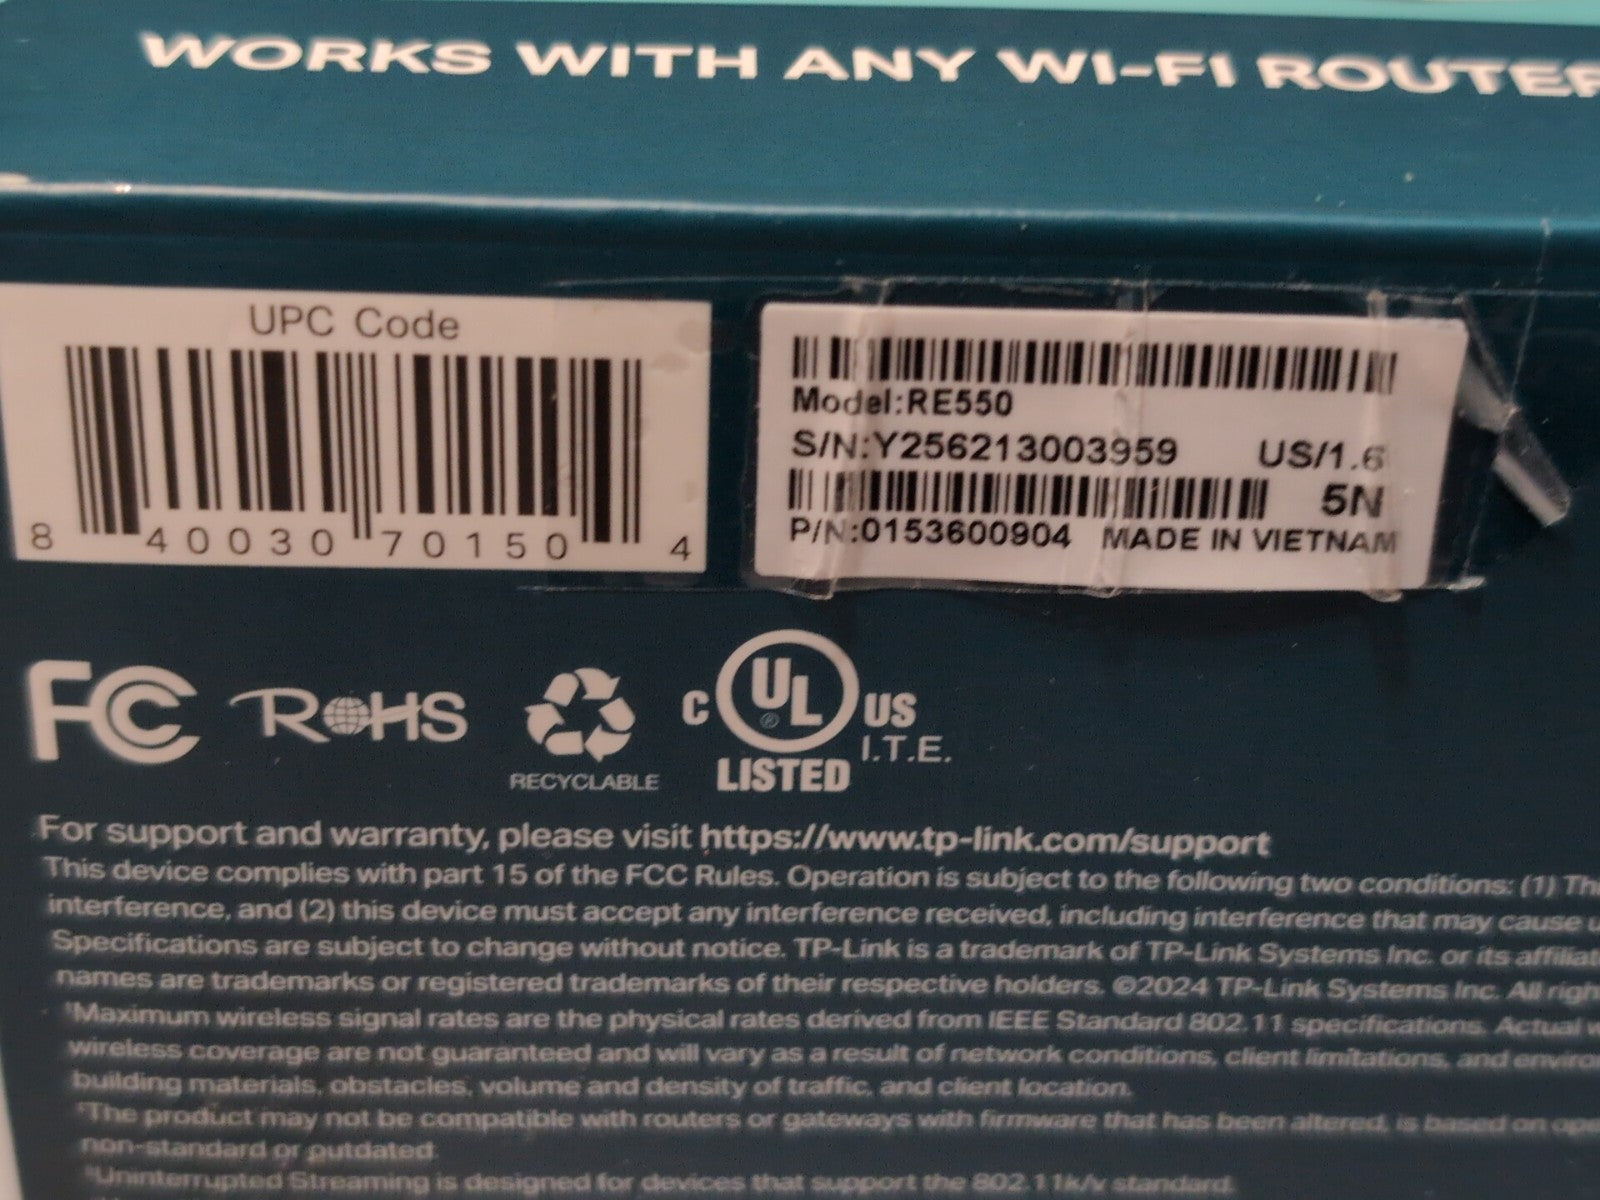 WORKS WITH ANY WI-FI ROUTER
UPC Code
8 40030 70150 4
Model:RE550
S/N:Y256213003959 US/1.6
5N
P/N:0153600904 MADE IN VIETNAM
FC
RoHS
RECYCLABLE
C UL ® US
LISTED I.T.E.
For support and warranty, please visit https://www.tp-link.com/support
This device complies with part 15 of the FCC Rules. Operation is subject to the following two conditions: (1)
interference, and (2) this device must accept any interference received, including interference that may cause
Specifications are subject to change without notice. TP-Link is a trademark of TP-Link Systems Inc. or its
names are trademarks or registered trademarks of their respective holders. ©2024 TP-Link Systems Inc. All
Maximum wireless signal rates are the physical rates derived from IEEE Standard 802.11 specifications. Actual
wireless coverage are not guaranteed and will vary as a result of network conditions, client limitations, and
building materials, obstacles, volume and density of traffic, and client location.
The product may not be compatible with routers or gateways with firmware that has been altered, is based on
non-standard or outdated.
Uninterrupted Streaming is designed for devices that support the 802.11k/v standard.